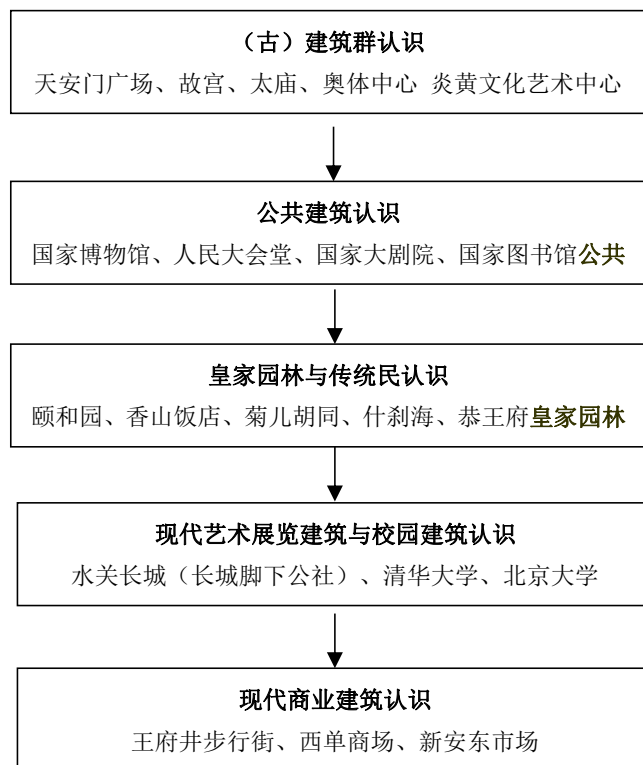 （古）建筑群认识
天安门广场、故宫、太庙、奥体中心 炎黄文化艺术中心
公共建筑认识
国家博物馆、人民大会堂、国家大剧院、国家图书馆公共
皇家园林与传统民认识
颐和园、香山饭店、菊儿胡同、什刹海、恭王府皇家园林
现代艺术展览建筑与校园建筑认识
水关长城（长城脚下公社）、清华大学、北京大学
现代商业建筑认识
王府井步行街、西单商场、新安东市场